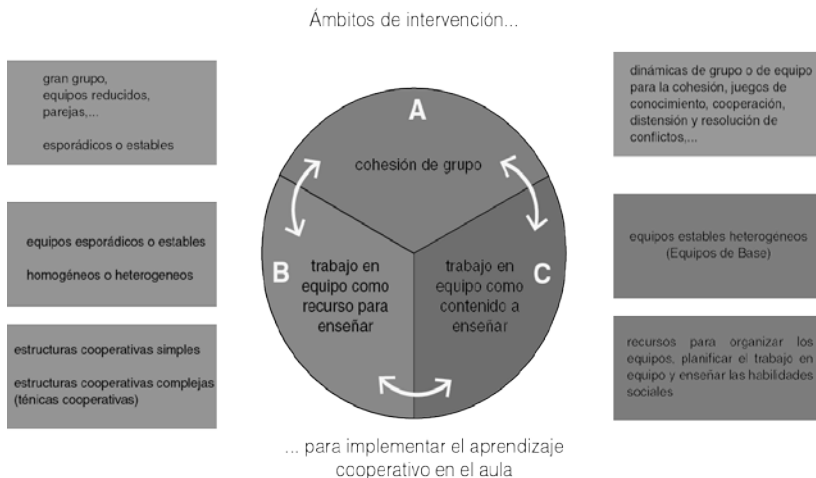 Ámbitos de intervención...
gran grupo,
equipos reducidos,
parejas,...
esporádicos o estables
dinámicas de grupo o de equipo
para la cohesión, juegos de
conocimiento, cooperación,
distensión y resolución de
conflictos,...
A
cohesión de grupo
equipos esporádicos o estables
homogéneos o heterogeneos
B
trabajo en
equipo como
recurso para
enseñar
trabajo en
equipo como
contenido a
enseñar
C
equipos estables heterogéneos
(Equipos de Base)
estructuras cooperativas simples
estructuras cooperativas complejas
(ténicas cooperativas)
recursos para organizar los
equipos, planificar el trabajo en
equipo y enseñar las habilidades
sociales
... para implementar el aprendizaje
cooperativo en el aula